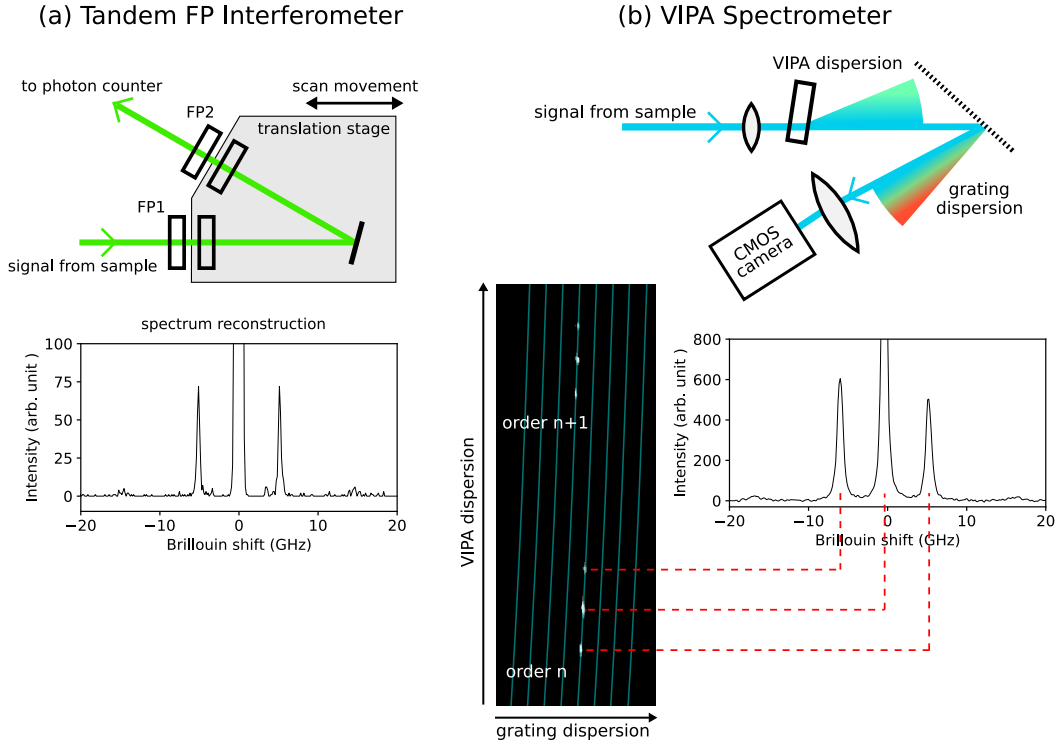 (a) Tandem FP Interferometer
to photon counter
scan movement
FP2
translation stage
FP1
signal from sample
spectrum reconstruction
Intensity (arb. unit )
100
75
50
25
0
−20
−10
0
10
20
Brillouin shift (GHz)
(b) VIPA Spectrometer
VIPA dispersion
signal from sample
grating
dispersion
CMOS
camera
VIPA dispersion
order n+1
order n
grating dispersion
Intensity (arb. unit )
800
600
400
200
0
−20
−10
0
10
20
Brillouin shift (GHz)